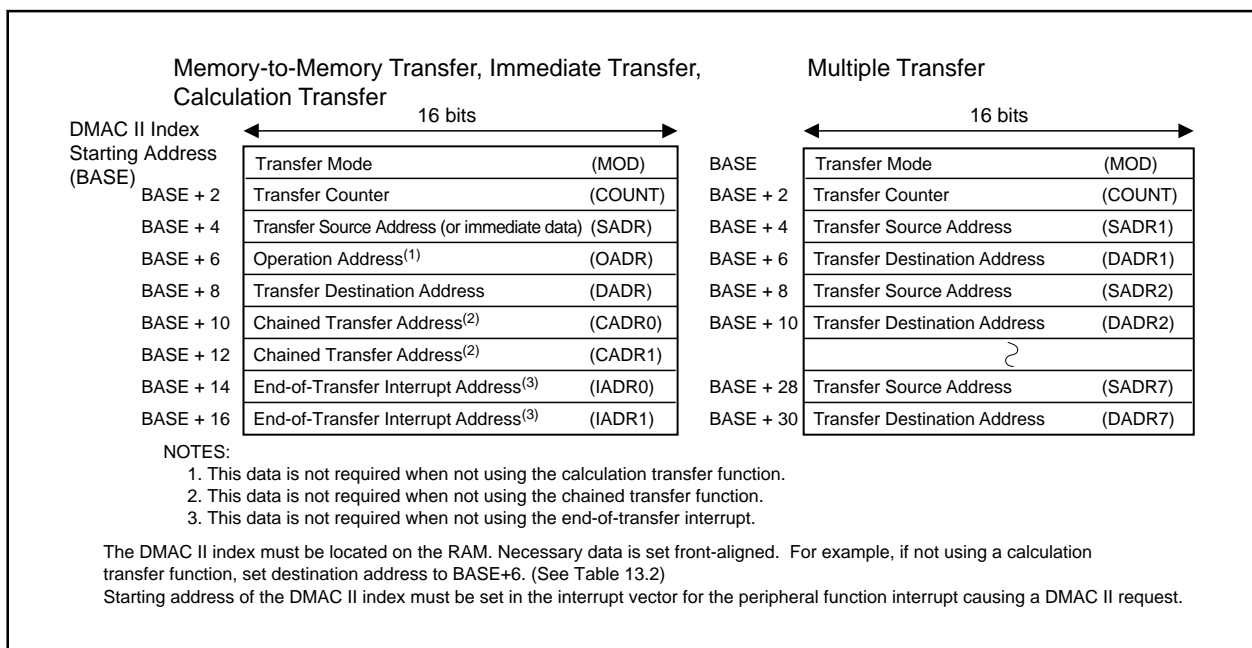 Memory-to-Memory Transfer, Immediate Transfer,
Calculation Transfer
16 bits
DMAC II Index
Starting Address
(BASE)
Transfer Mode (MOD)
BASE + 2 Transfer Counter (COUNT)
BASE + 4 Transfer Source Address (or immediate data) (SADR)
BASE + 6 Operation Address(1) (OADR)
BASE + 8 Transfer Destination Address (DADR)
BASE + 10 Chained Transfer Address(2) (CADR0)
BASE + 12 Chained Transfer Address(2) (CADR1)
BASE + 14 End-of-Transfer Interrupt Address(3) (IADR0)
BASE + 16 End-of-Transfer Interrupt Address(3) (IADR1)
Multiple Transfer
16 bits
BASE Transfer Mode (MOD)
BASE + 2 Transfer Counter (COUNT)
BASE + 4 Transfer Source Address (SADR1)
BASE + 6 Transfer Destination Address (DADR1)
BASE + 8 Transfer Source Address (SADR2)
BASE + 10 Transfer Destination Address (DADR2)
BASE + 28 Transfer Source Address (SADR7)
BASE + 30 Transfer Destination Address (DADR7)
NOTES:
1. This data is not required when not using the calculation transfer function.
2. This data is not required when not using the chained transfer function.
3. This data is not required when not using the end-of-transfer interrupt.
The DMAC II index must be located on the RAM. Necessary data is set front-aligned. For example, if not using a calculation
transfer function, set destination address to BASE+6. (See Table 13.2)
Starting address of the DMAC II index must be set in the interrupt vector for the peripheral function interrupt causing a DMAC II request.